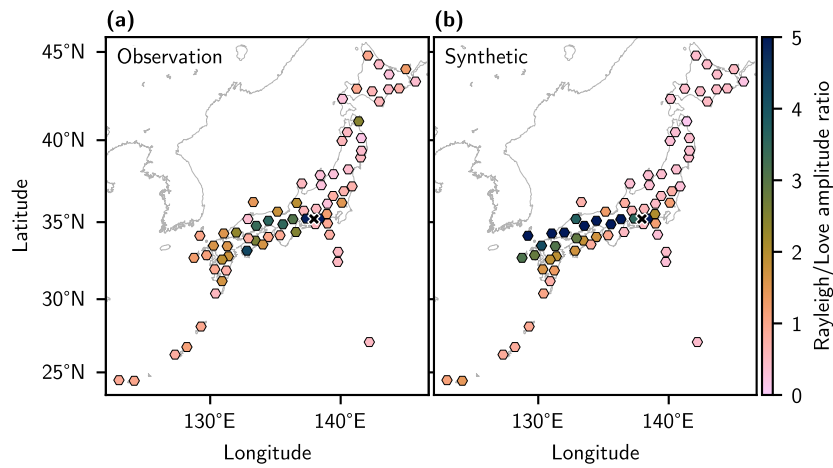 (a) (b)
Observation Synthetic
45°N
40°N
35°N
30°N
25°N
Latitude
130°E 140°E 130°E 140°E
Longitude Longitude
5
4
3
2
1
0
Rayleigh/Love amplitude ratio